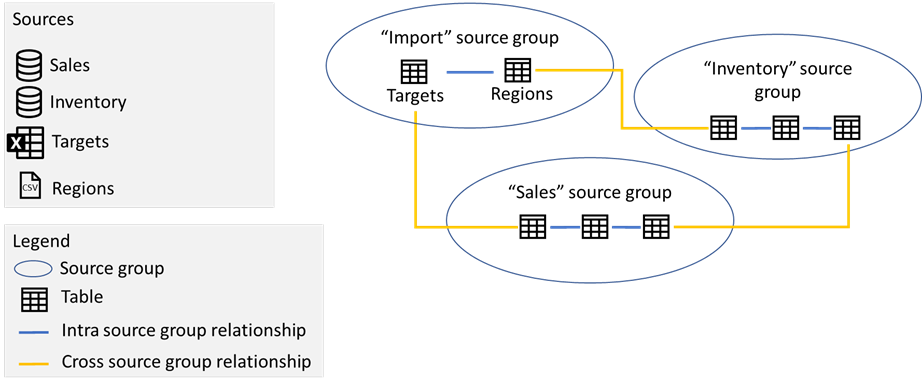 Sources
Sales
Inventory
Targets
X
CSV
Regions
Legend
Source group
Table
Intra source group relationship
Cross source group relationship
“Import” source group
Targets
Regions
“Inventory” source
group
“Sales” source group